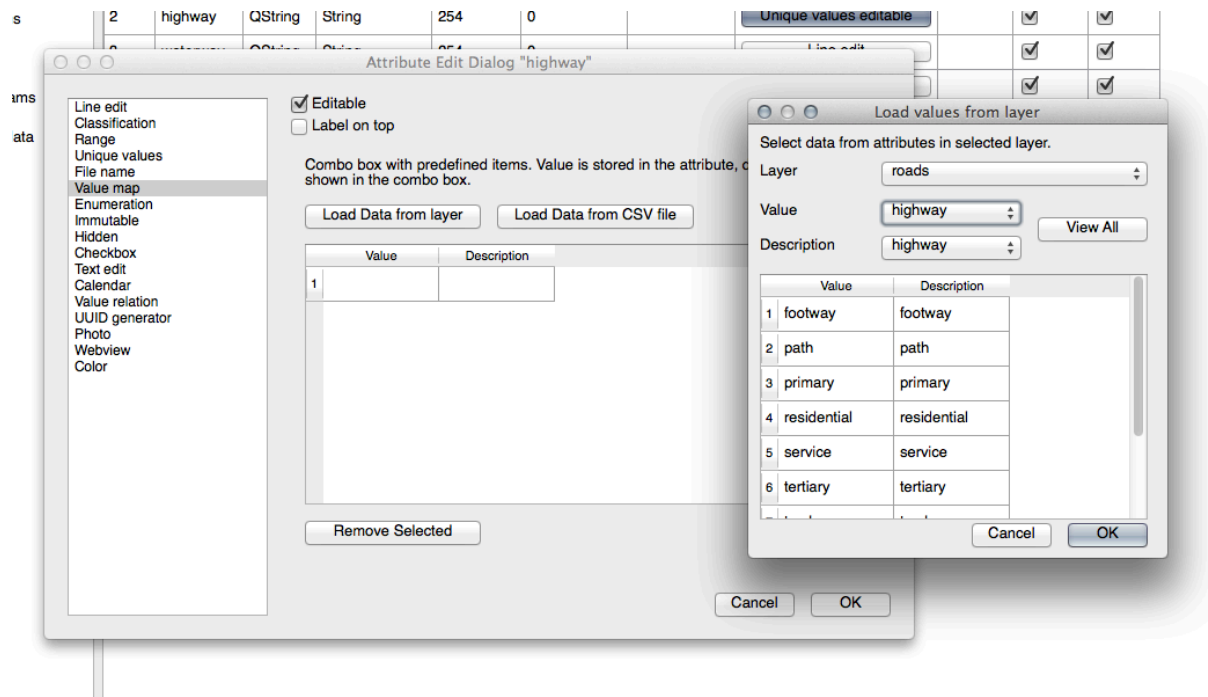 s
2 highway QString String 254 0 Unique values editable
Line edit
ams
ata
Attribute Edit Dialog "highway"
Line edit
Classification
Range
Unique values
File name
Value map
Enumeration
Immutable
Hidden
Checkbox
Text edit
Calendar
Value relation
UUID generator
Photo
Webview
Color
Editable
Label on top
Combo box with predefined items. Value is stored in the attribute,
shown in the combo box.
Load Data from layer Load Data from CSV file
Value Description
1
Remove Selected
Cancel OK
Load values from layer
Select data from attributes in selected layer.
Layer roads
Value highway
View All
Description highway
Value Description
1 footway footway
2 path path
3 primary primary
4 residential residential
5 service service
6 tertiary tertiary
Cancel OK